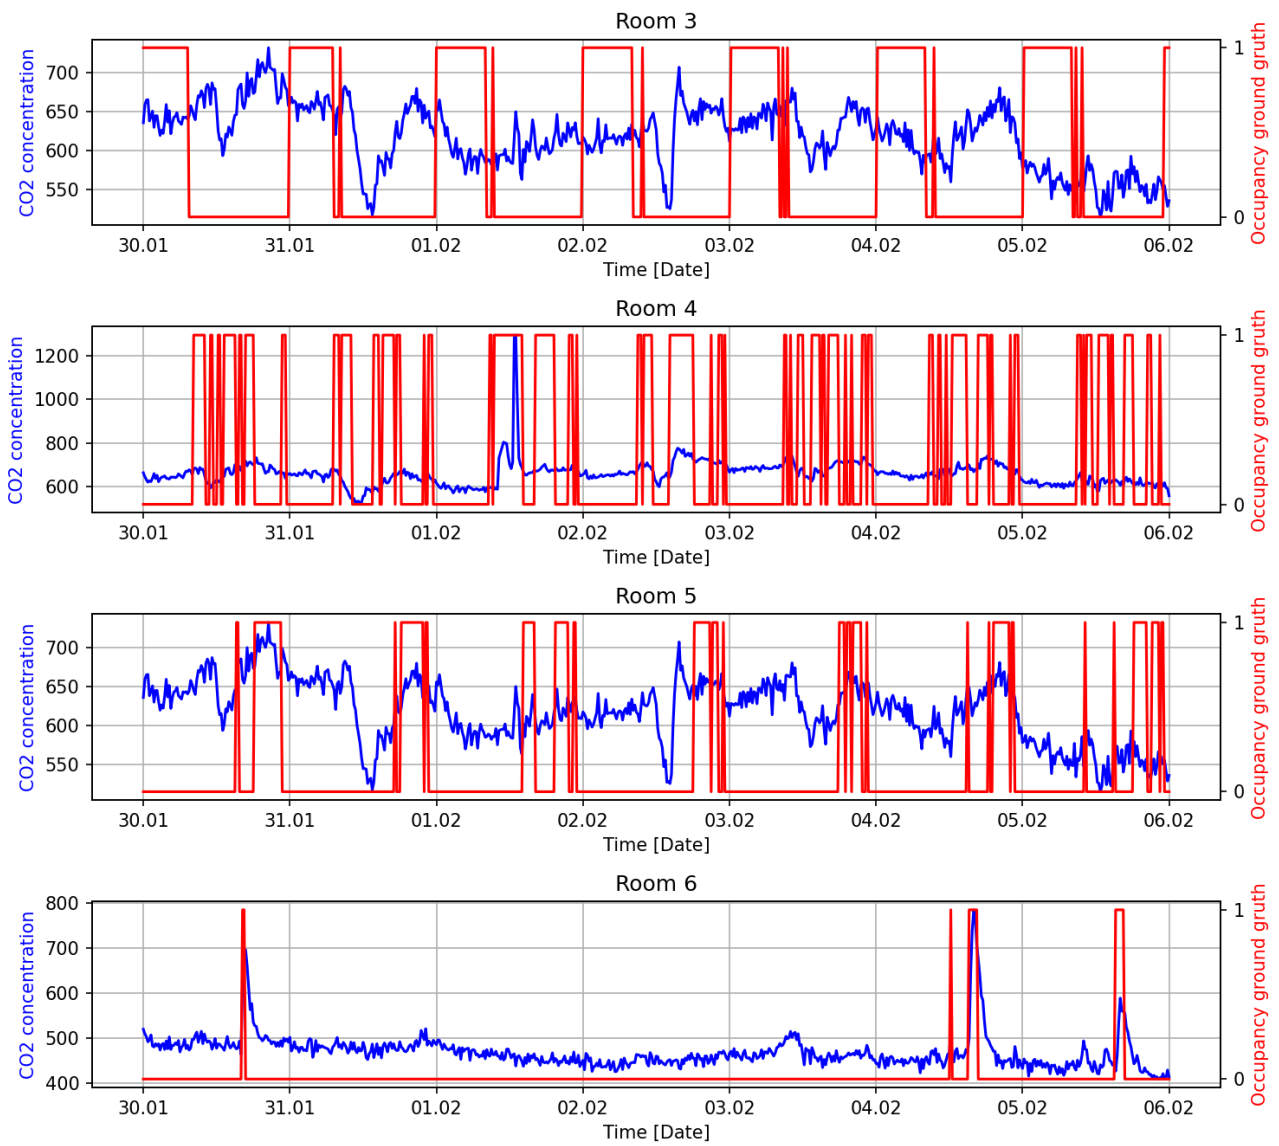 Room 3
CO2 concentration
700
650
600
550
1
0
Occupancy ground gruth
30.01 31.01 01.02 02.02 03.02 04.02 05.02 06.02
Time [Date]
Room 4
CO2 concentration
1200
1000
800
600
1
0
Occupancy ground gruth
30.01 31.01 01.02 02.02 03.02 04.02 05.02 06.02
Time [Date]
Room 5
CO2 concentration
700
650
600
550
1
0
Occupancy ground gruth
30.01 31.01 01.02 02.02 03.02 04.02 05.02 06.02
Time [Date]
Room 6
CO2 concentration
800
700
600
500
400
1
0
Occupancy ground gruth
30.01 31.01 01.02 02.02 03.02 04.02 05.02 06.02
Time [Date]